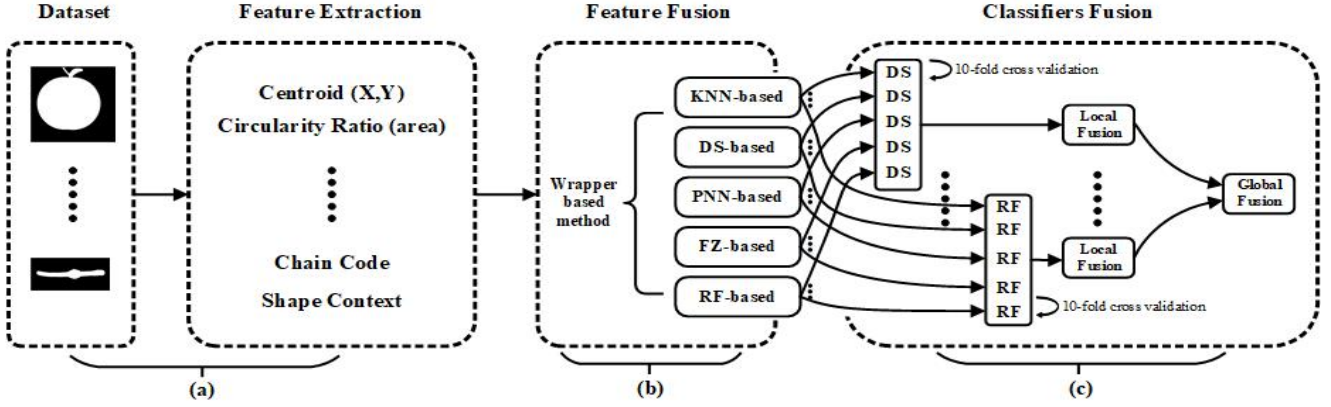 Dataset
Feature Extraction
Feature Fusion
Classifiers Fusion
Centroid (X,Y)
Circularity Ratio (area)
Chain Code
Shape Context
Wrapper
based
method
KNN-based
DS-based
PNN-based
FZ-based
RF-based
DS
DS
DS
DS
DS
10-fold cross validation
RF
RF
RF
RF
RF
10-fold cross validation
Local
Fusion
Local
Fusion
Global
Fusion
(a)
(b)
(c)